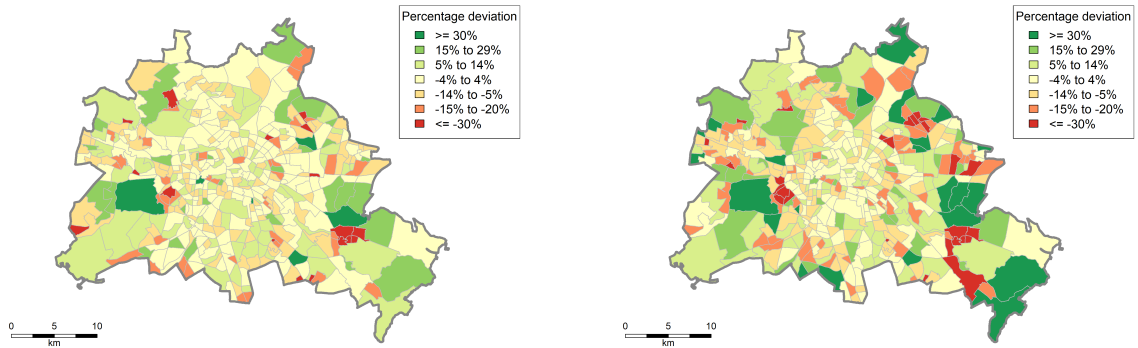 Percentage deviation
>= 30%
15% to 29%
5% to 14%
-4% to 4%
-14% to -5%
-15% to -20%
<= -30%
0 5 10
km
Percentage deviation
>= 30%
15% to 29%
5% to 14%
-4% to 4%
-14% to -5%
-15% to -20%
<= -30%
0 5 10
km